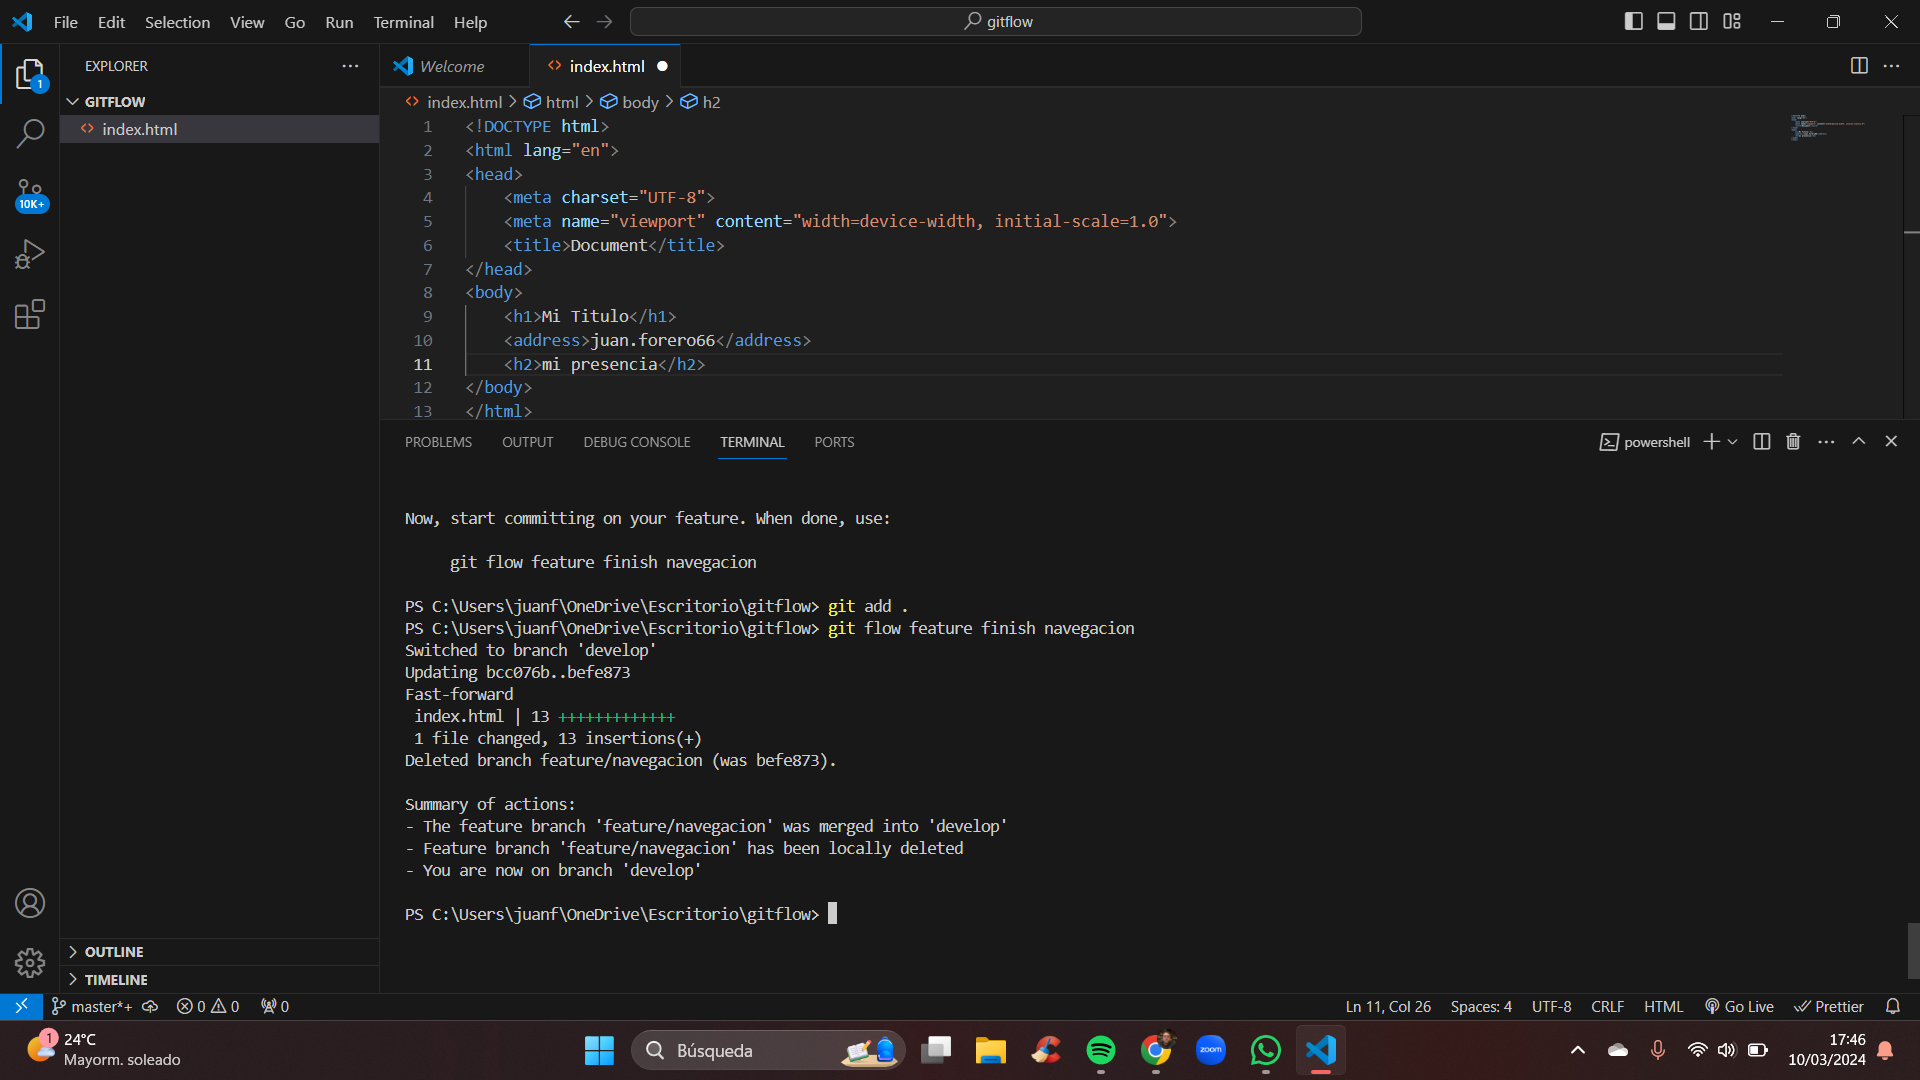 File Edit Selection View Go Run Terminal Help
gitflow
EXPLORER
GITFLOW
index.html
1
10K+
OUTLINE
TIMELINE
Welcome
index.html
index.html > html > body > h2
1 <!DOCTYPE html>
2 <html lang="en">
3 <head>
4 <meta charset="UTF-8">
5 <meta name="viewport" content="width=device-width, initial-scale=1.0">
6 <title>Document</title>
7 </head>
8 <body>
9 <h1>Mi Titulo</h1>
10 <address>juan.forero66</address>
11 <h2>mi presencia</h2>
12 </body>
13 </html>
PROBLEMS OUTPUT DEBUG CONSOLE TERMINAL PORTS
powershell
Now, start committing on your feature. When done, use:
git flow feature finish navegacion
PS C:\Users\juanf\OneDrive\Escritorio\gitflow> git add .
PS C:\Users\juanf\OneDrive\Escritorio\gitflow> git flow feature finish navegacion
Switched to branch 'develop'
Updating bcc076b..befe873
Fast-forward
index.html | 13 +++++++++++++
1 file changed, 13 insertions(+)
Deleted branch feature/navegacion (was befe873).
Summary of actions:
- The feature branch 'feature/navegacion' was merged into 'develop'
- Feature branch 'feature/navegacion' has been locally deleted
- You are now on branch 'develop'
PS C:\Users\juanf\OneDrive\Escritorio\gitflow>
master*+ 0 0 0
Ln 11, Col 26 Spaces: 4 UTF-8 CRLF HTML Go Live Prettier
1
24°C
Mayorm. soleado
Búsqueda
zoom
17:46
10/03/2024